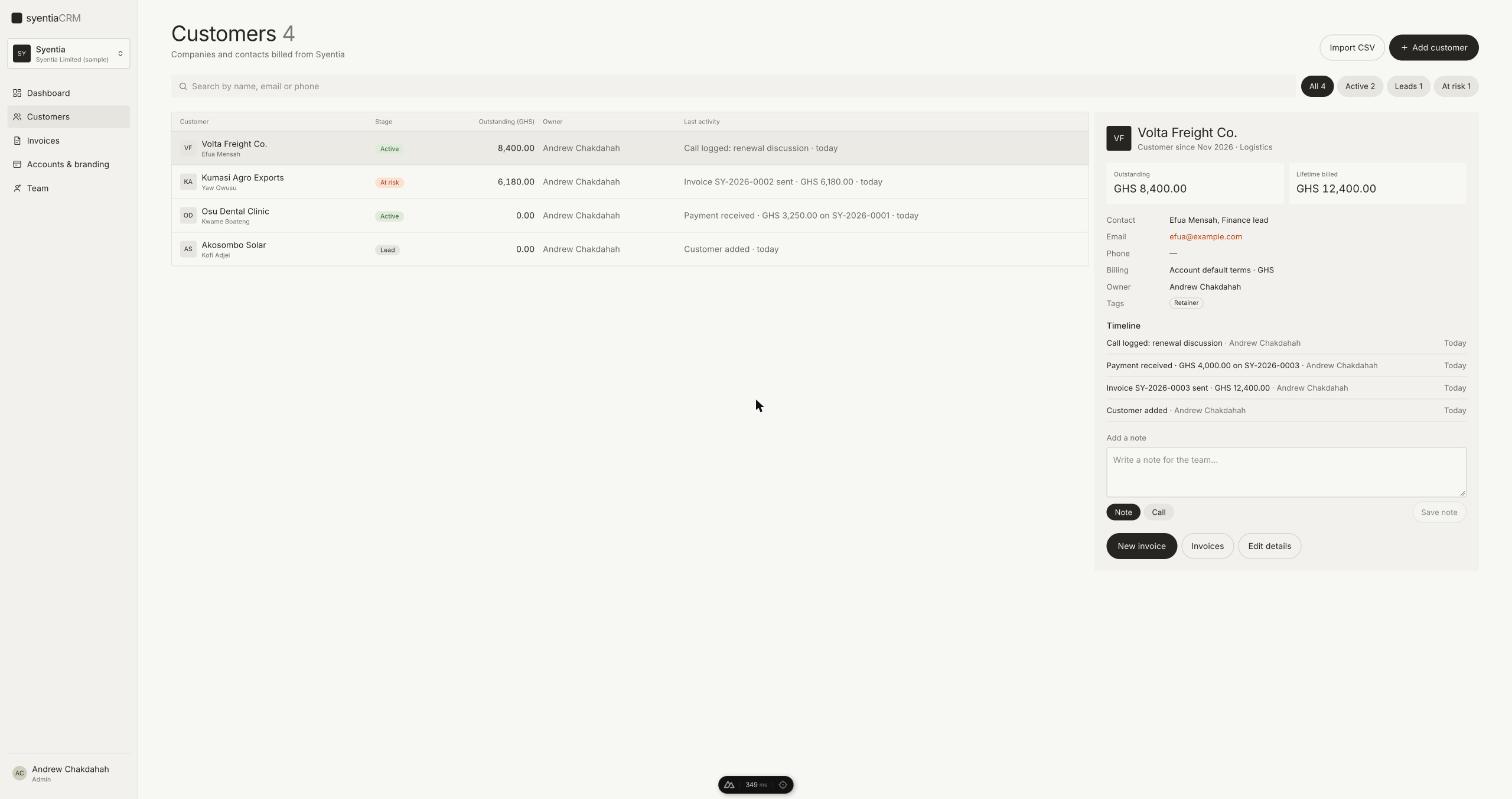 syentiaCRM
SY
Syentia
Syentia Limited (sample)
Dashboard
Customers
Invoices
Accounts & branding
Team
AC
Andrew Chakdahah
Admin
Customers 4
Companies and contacts billed from Syentia
Import CSV
+ Add customer
Search by name, email or phone
All 4 Active 2 Leads 1 At risk 1
Customer Stage Outstanding (GHS) Owner Last activity
VF Volta Freight Co. Active 8,400.00 Andrew Chakdahah Call logged: renewal discussion · today
Efua Mensah
KA Kumasi Agro Exports At risk 6,180.00 Andrew Chakdahah Invoice SY-2026-0002 sent · GHS 6,180.00 · today
Yaw Owusu
OD Osu Dental Clinic Active 0.00 Andrew Chakdahah Payment received · GHS 3,250.00 on SY-2026-0001 · today
Kwame Boateng
AS Akosombo Solar Lead 0.00 Andrew Chakdahah Customer added · today
Kofi Adjei
VF
Volta Freight Co.
Customer since Nov 2026 · Logistics
Outstanding
GHS 8,400.00
Lifetime billed
GHS 12,400.00
Contact Efua Mensah, Finance lead
Email efua@example.com
Phone —
Billing Account default terms · GHS
Owner Andrew Chakdahah
Tags Retainer
Timeline
Call logged: renewal discussion · Andrew Chakdahah Today
Payment received · GHS 4,000.00 on SY-2026-0003 · Andrew Chakdahah Today
Invoice SY-2026-0003 sent · GHS 12,400.00 · Andrew Chakdahah Today
Customer added · Andrew Chakdahah Today
Add a note
Write a note for the team...
Note Call Save note
New invoice Invoices Edit details
349 ms